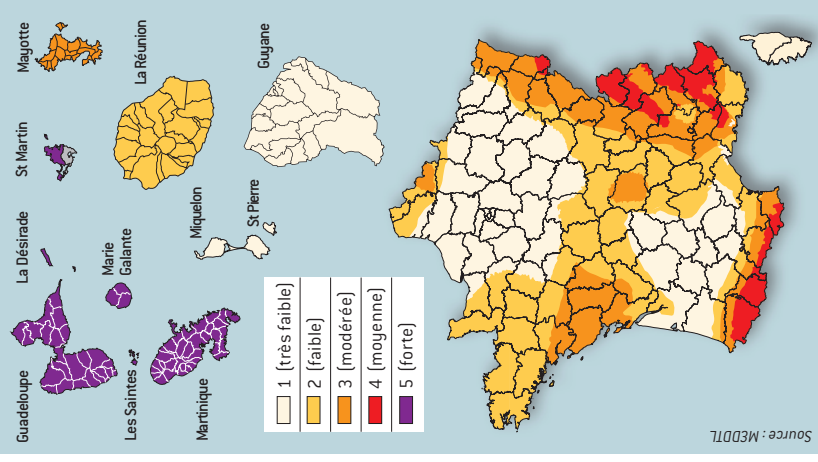 Guadeloupe
La Désirade
St Martin
Mayotte
Les Saintes
Marie
Galante
La Réunion
Martinique
Miquelon
St Pierre
Guyane
1 (très faible)
2 (faible)
3 (modérée)
4 (moyenne)
5 (forte)
Source : MEDDTL